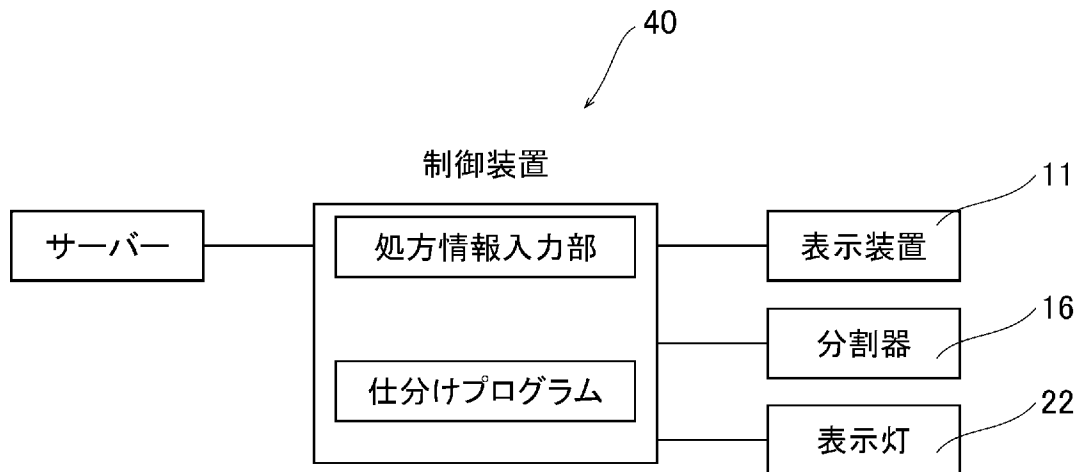 40
制御装置
11
サーバー
処方情報入力部
表示装置
16
分割器
仕分けプログラム
22
表示灯